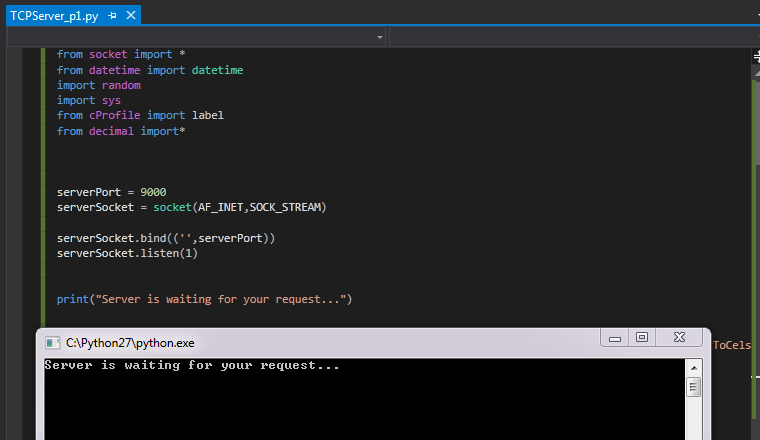 TCPServer_p1.py
from socket import *
from datetime import datetime
import random
import sys
from cProfile import label
from decimal import*
serverPort = 9000
serverSocket = socket(AF_INET,SOCK_STREAM)
serverSocket.bind(('',serverPort))
serverSocket.listen(1)
print("Server is waiting for your request...")
C:\Python27\python.exe
ToCels
Server is waiting for your request...